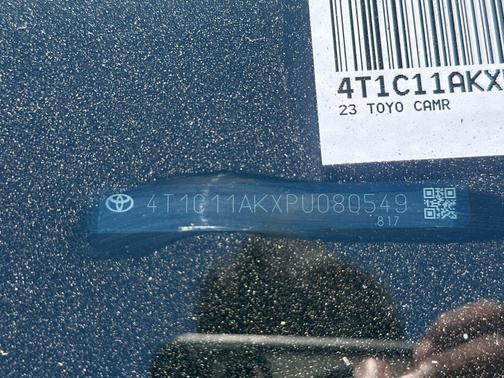 4T1C11AKX
23 TOYO CAMR
4T1C11AKXPU080549
817